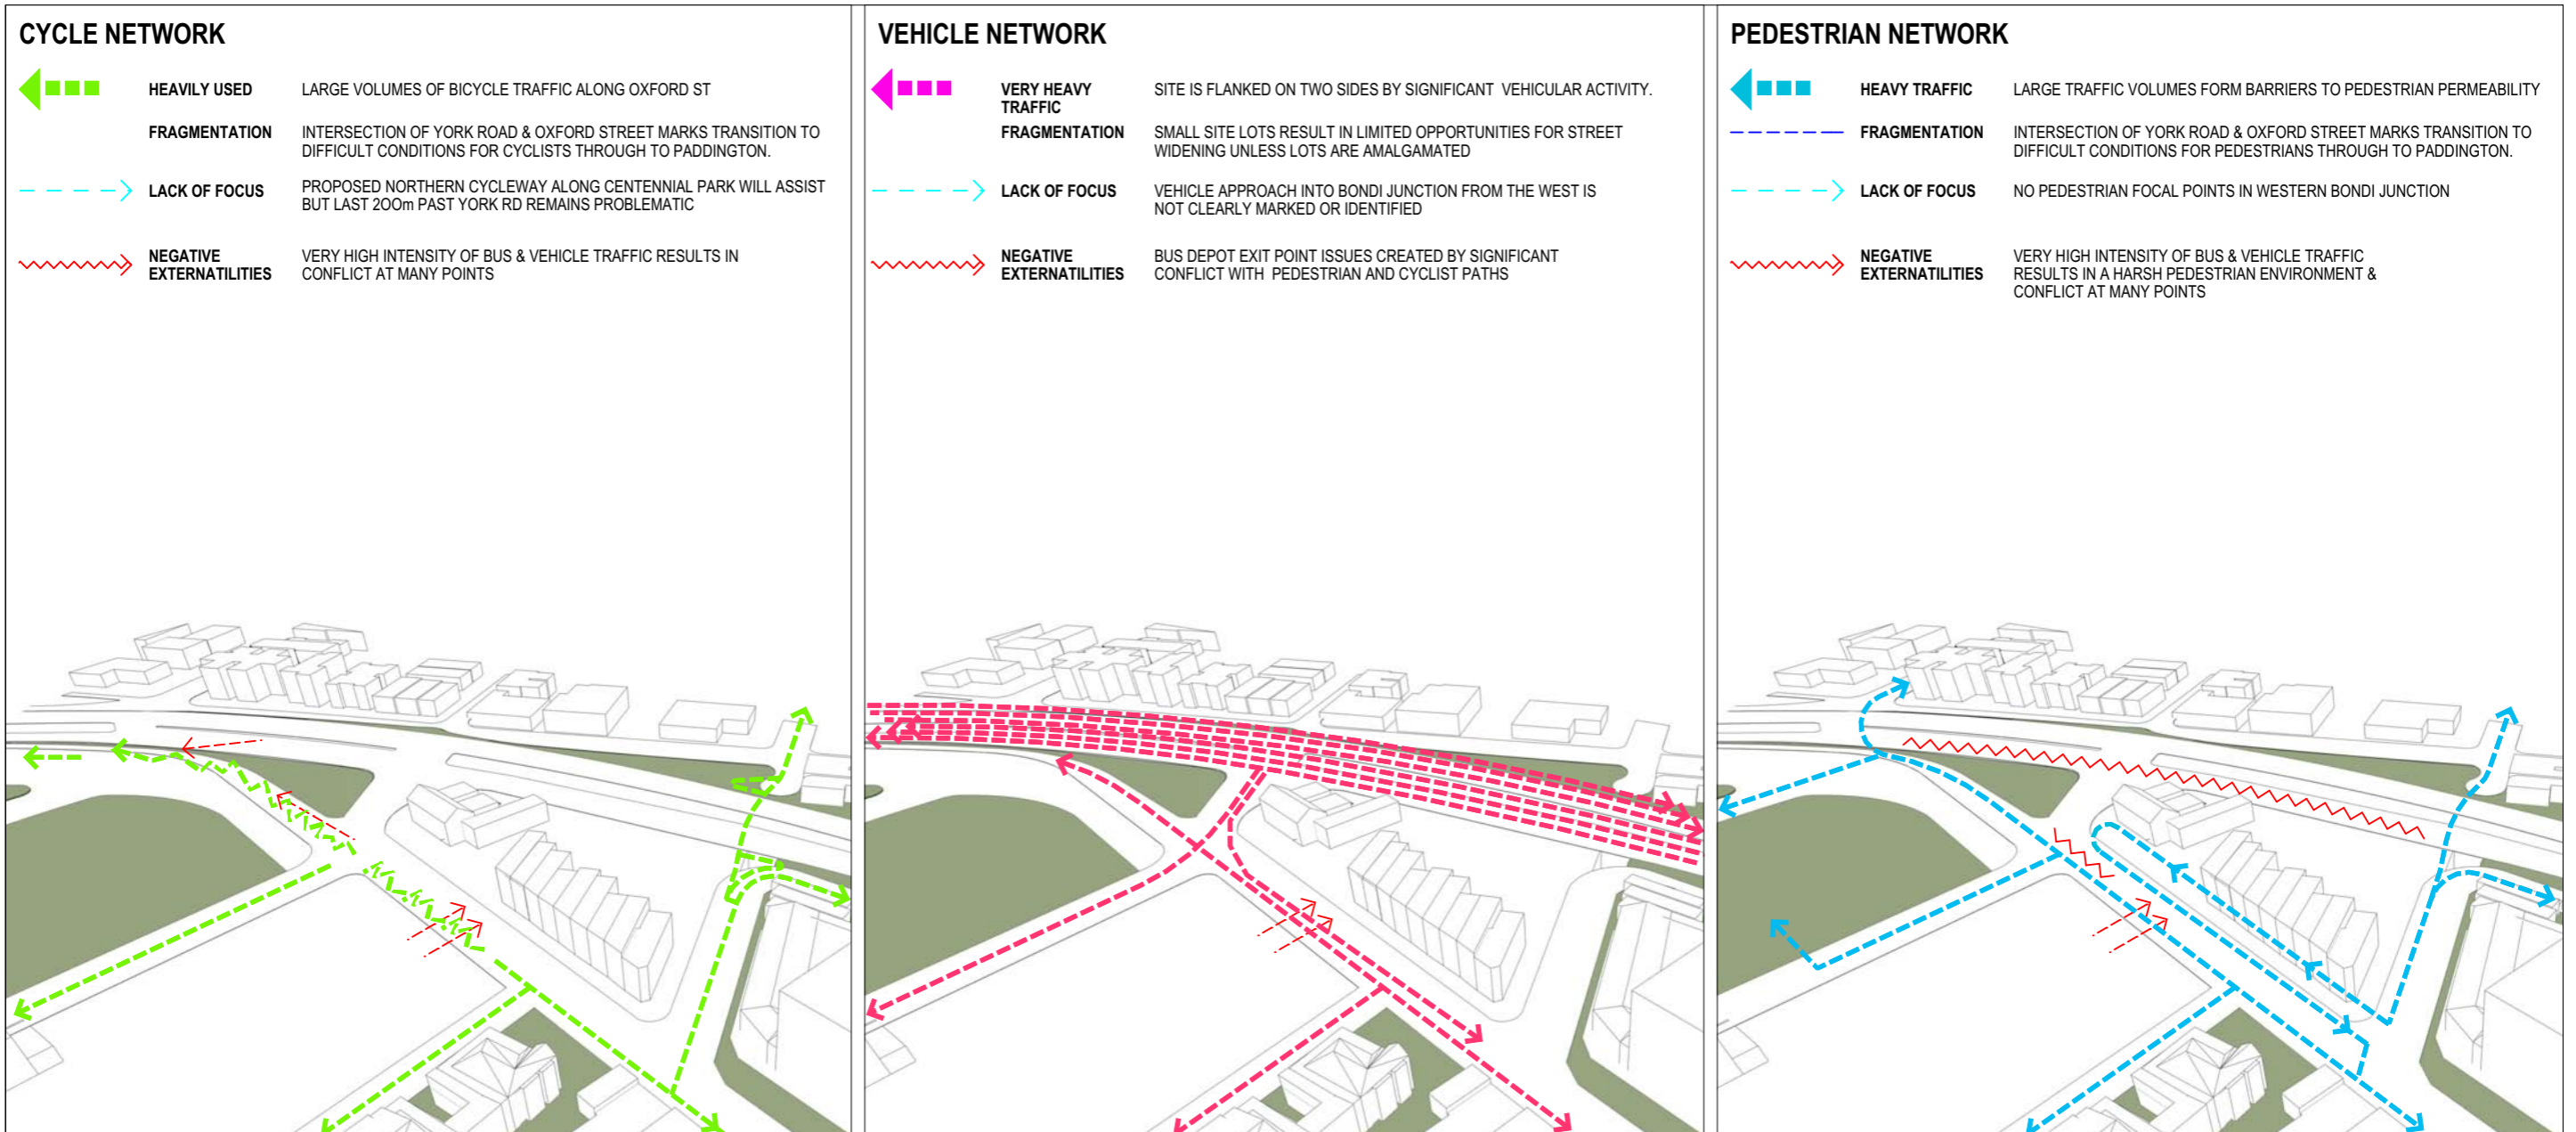 CYCLE NETWORK
HEAVILY USED LARGE VOLUMES OF BICYCLE TRAFFIC ALONG OXFORD ST
FRAGMENTATION INTERSECTION OF YORK ROAD & OXFORD STREET MARKS TRANSITION TO
DIFFICULT CONDITIONS FOR CYCLISTS THROUGH TO PADDINGTON.
LACK OF FOCUS PROPOSED NORTHERN CYCLEWAY ALONG CENTENNIAL PARK WILL ASSIST
BUT LAST 200m PAST YORK RD REMAINS PROBLEMATIC
NEGATIVE VERY HIGH INTENSITY OF BUS & VEHICLE TRAFFIC RESULTS IN
EXTERNATILITIES CONFLICT AT MANY POINTS
VEHICLE NETWORK
VERY HEAVY SITE IS FLANKED ON TWO SIDES BY SIGNIFICANT VEHICULAR ACTIVITY.
TRAFFIC
FRAGMENTATION SMALL SITE LOTS RESULT IN LIMITED OPPORTUNITIES FOR STREET
WIDENING UNLESS LOTS ARE AMALGAMATED
LACK OF FOCUS VEHICLE APPROACH INTO BONDI JUNCTION FROM THE WEST IS
NOT CLEARLY MARKED OR IDENTIFIED
NEGATIVE BUS DEPOT EXIT POINT ISSUES CREATED BY SIGNIFICANT
EXTERNATILITIES CONFLICT WITH PEDESTRIAN AND CYCLIST PATHS
PEDESTRIAN NETWORK
HEAVY TRAFFIC LARGE TRAFFIC VOLUMES FORM BARRIERS TO PEDESTRIAN PERMEABILITY
FRAGMENTATION INTERSECTION OF YORK ROAD & OXFORD STREET MARKS TRANSITION TO
DIFFICULT CONDITIONS FOR PEDESTRIANS THROUGH TO PADDINGTON.
LACK OF FOCUS NO PEDESTRIAN FOCAL POINTS IN WESTERN BONDI JUNCTION
NEGATIVE VERY HIGH INTENSITY OF BUS & VEHICLE TRAFFIC
EXTERNATILITIES RESULTS IN A HARSH PEDESTRIAN ENVIRONMENT &
CONFLICT AT MANY POINTS